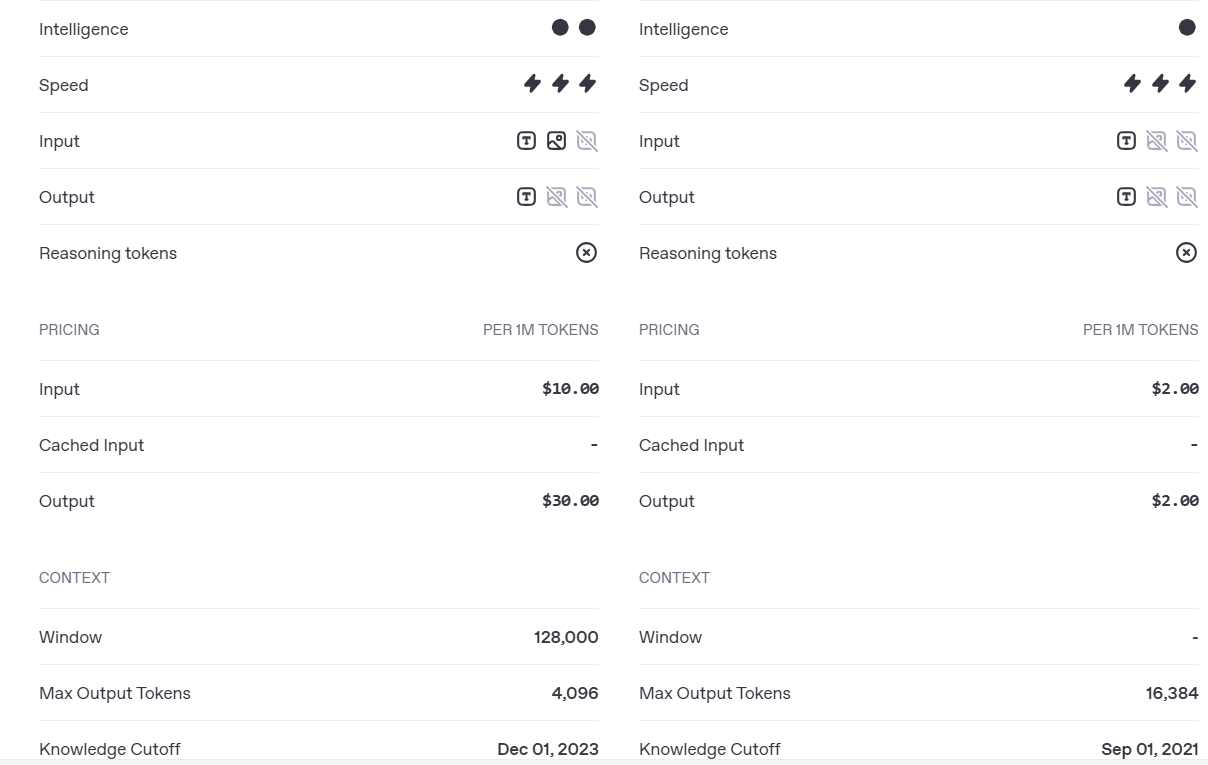 Intelligence
Intelligence
Speed
Speed
Input
Input
Output
Output
Reasoning tokens
Reasoning tokens
PRICING PER 1M TOKENS
PRICING PER 1M TOKENS
Input $10.00
Input $2.00
Cached Input -
Cached Input -
Output $30.00
Output $2.00
CONTEXT
CONTEXT
Window 128,000
Window -
Max Output Tokens 4,096
Max Output Tokens 16,384
Knowledge Cutoff Dec 01, 2023
Knowledge Cutoff Sep 01, 2021